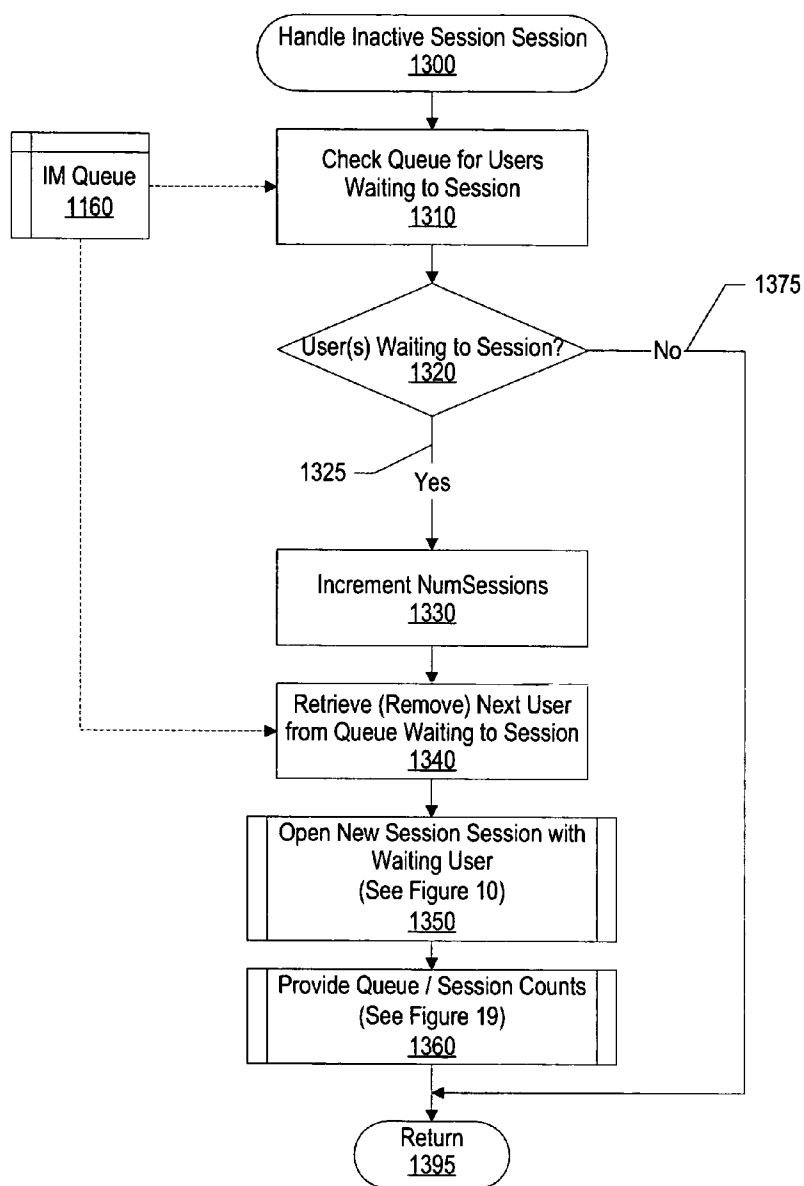 Handle Inactive Session Session
1300
IM Queue
1160
Check Queue for Users
Waiting to Session
1310
1375
User(s) Waiting to Session?
1320
No
1325
Yes
Increment NumSessions
1330
Retrieve (Remove) Next User
from Queue Waiting to Session
1340
Open New Session Session with
Waiting User
(See Figure 10)
1350
Provide Queue / Session Counts
(See Figure 19)
1360
Return
1395